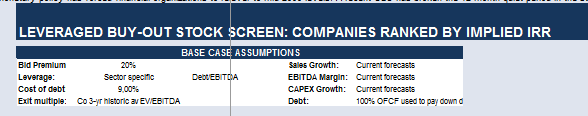 LEVERAGED BUY-OUT STOCK SCREEN: COMPANIES RANKED BY IMPLIED IRR
BASE CASE ASSUMPTIONS
Bid Premium 20% Sales Growth: Current forecasts
Leverage: Sector specific Debt/EBITDA EBITDA Margin: Current forecasts
Cost of debt 9,00% CAPEX Growth: Current forecasts
Exit multiple: Co 3-yr historic av EV/EBITDA Debt: 100% OFCF used to pay down d